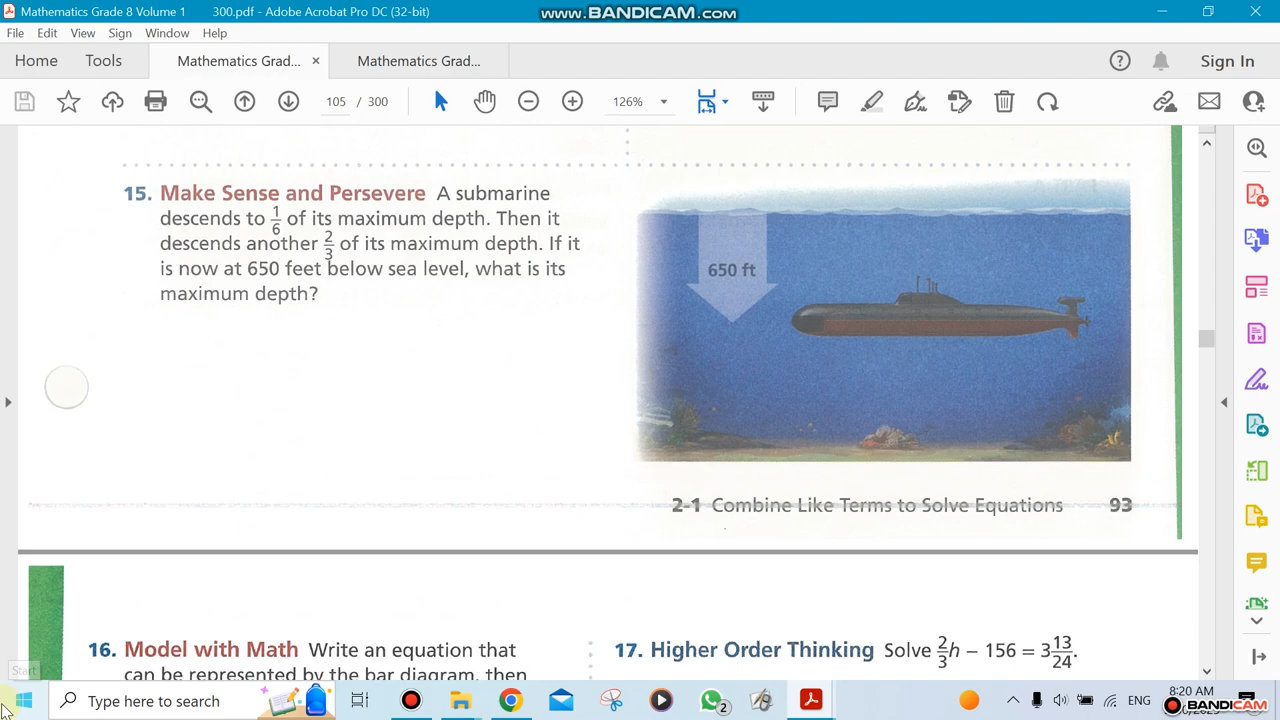 Mathematics Grade 8 Volume 1 300.pdf - Adobe Acrobat Pro DC (32-bit)
www.BANDICAM.com
File Edit View Sign Window Help
Home Tools Mathematics Grad... × Mathematics Grad... Sign In
105 / 300 126%
15. Make Sense and Persevere A submarine
descends to 1/6 of its maximum depth. Then it
descends another 2/3 of its maximum depth. If it
is now at 650 feet below sea level, what is its
maximum depth?
650 ft
2-1 Combine Like Terms to Solve Equations 93
16. Model with Math Write an equation that
can be represented by the bar diagram, then
17. Higher Order Thinking Solve 2/3h − 156 = 3 13/24.
Start
Type here to search
2
ENG
8:20 AM
BANDICAM